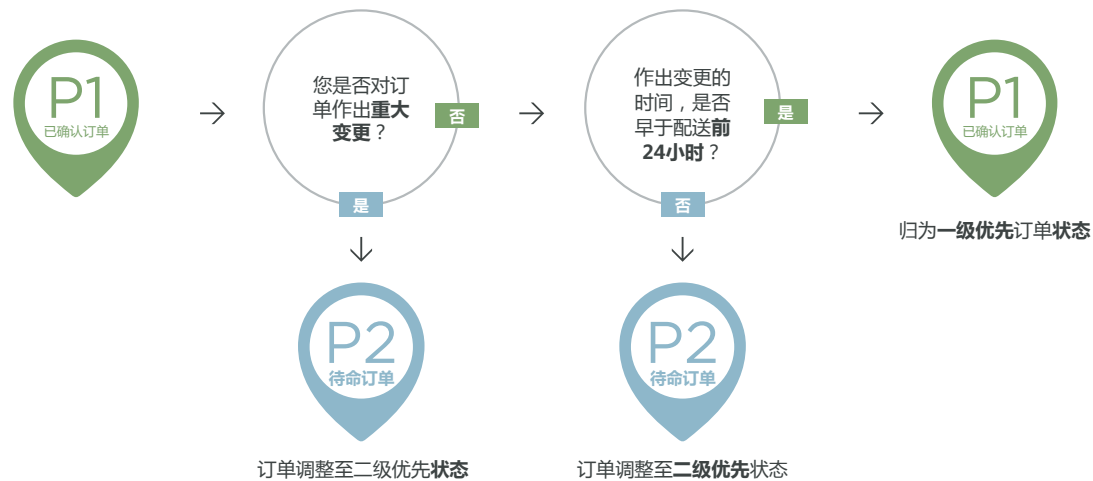 P1
已确认订单
您是否对订
单作出重大
变更？
否
是
作出变更的
时间，是否
早于配送前
24小时？
是
否
P1
已确认订单
归为一级优先订单状态
P2
待命订单
订单调整至二级优先状态
P2
待命订单
订单调整至二级优先状态